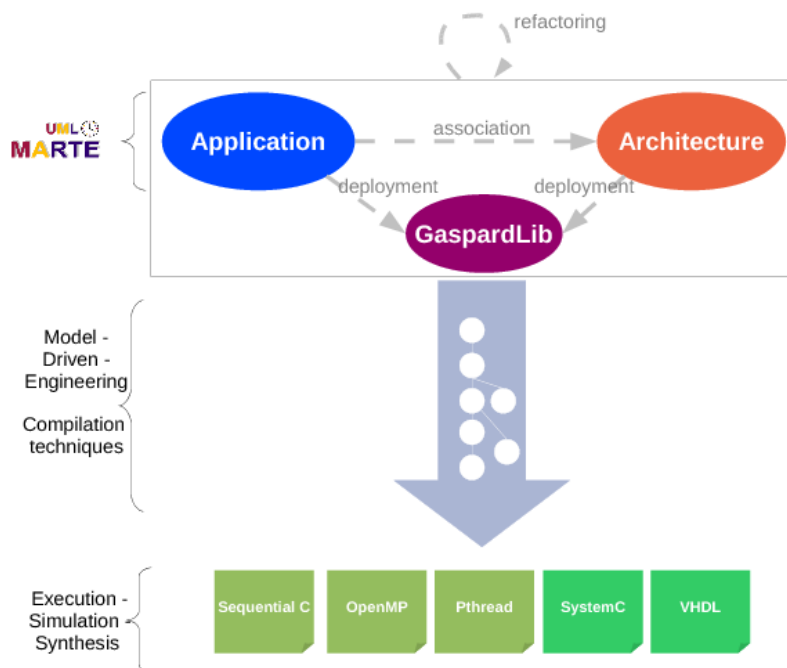 refactoring
UML
MARTE
Application
association
Architecture
deployment
deployment
GaspardLib
Model -
Driven -
Engineering
Compilation
techniques
Execution -
Simulation -
Synthesis
Sequential C
OpenMP
Pthread
SystemC
VHDL